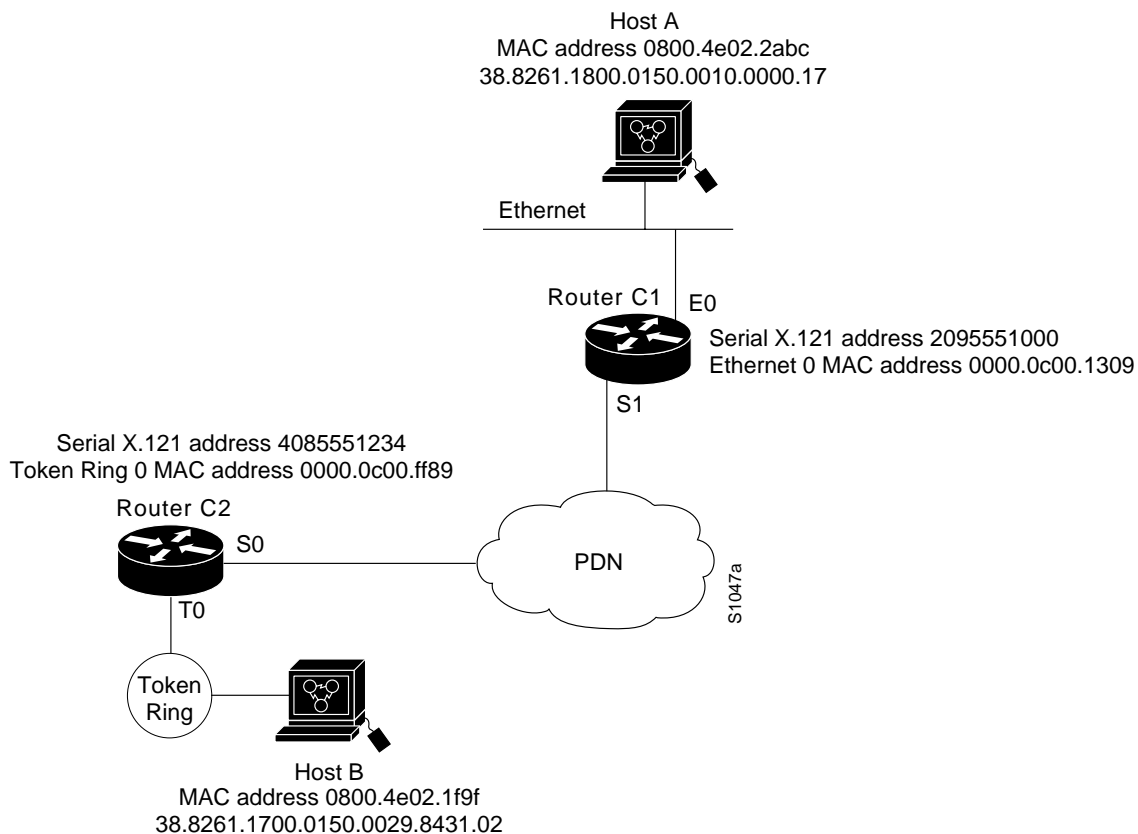 Host A
MAC address 0800.4e02.2abc
38.8261.1800.0150.0010.0000.17
Ethernet
Router C1
E0
Serial X.121 address 2095551000
Ethernet 0 MAC address 0000.0c00.1309
S1
Serial X.121 address 4085551234
Token Ring 0 MAC address 0000.0c00.ff89
Router C2
S0
PDN
S1047a
T0
Token
Ring
Host B
MAC address 0800.4e02.1f9f
38.8261.1700.0150.0029.8431.02